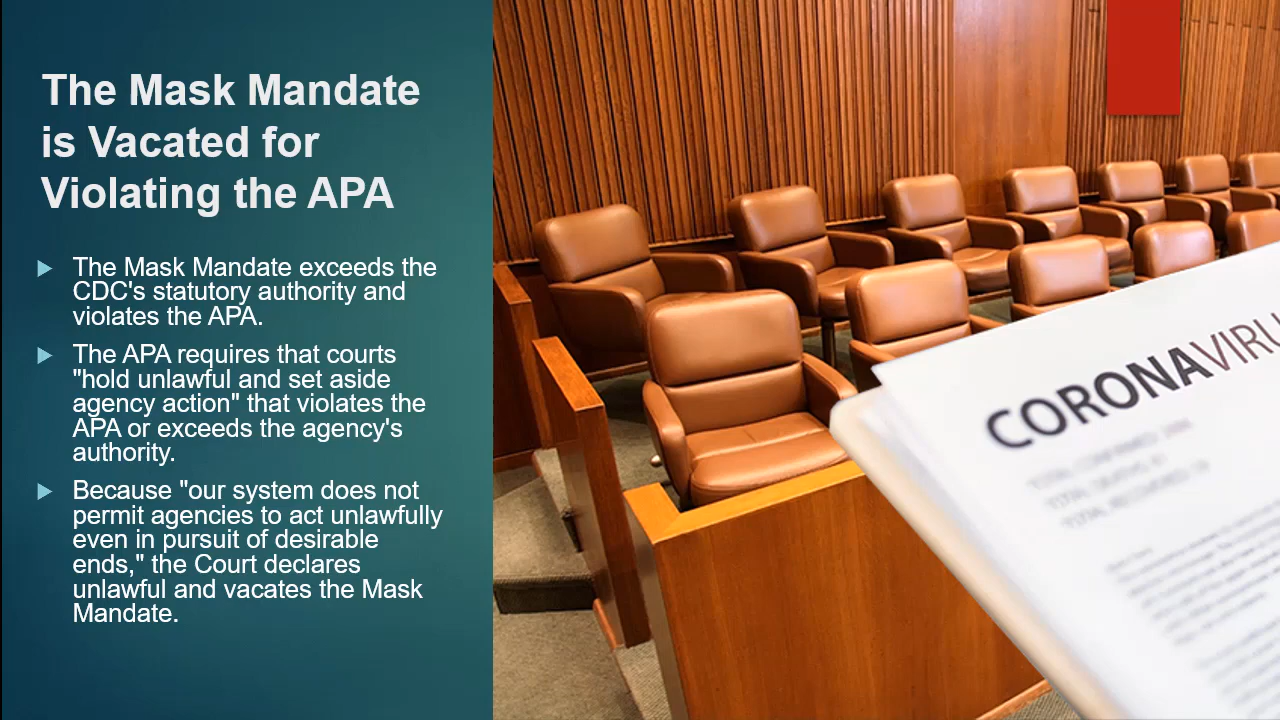 The Mask Mandate
is Vacated for
Violating the APA
The Mask Mandate exceeds the
CDC's statutory authority and
violates the APA.
The APA requires that courts
"hold unlawful and set aside
agency action" that violates the
APA or exceeds the agency's
authority.
Because "our system does not
permit agencies to act unlawfully
even in pursuit of desirable
ends," the Court declares
unlawful and vacates the Mask
Mandate.
CORONAVIRU